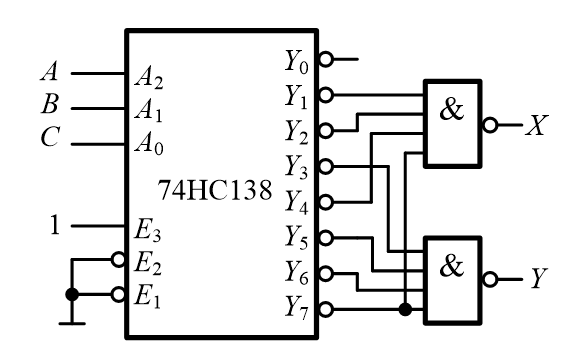 A A₂ Y₀
B A₁ Y₁ & X
C A₀ Y₂
Y₃
74HC138 Y₄
1 E₃ Y₅ & Y
E₂ Y₆
E₁ Y₇